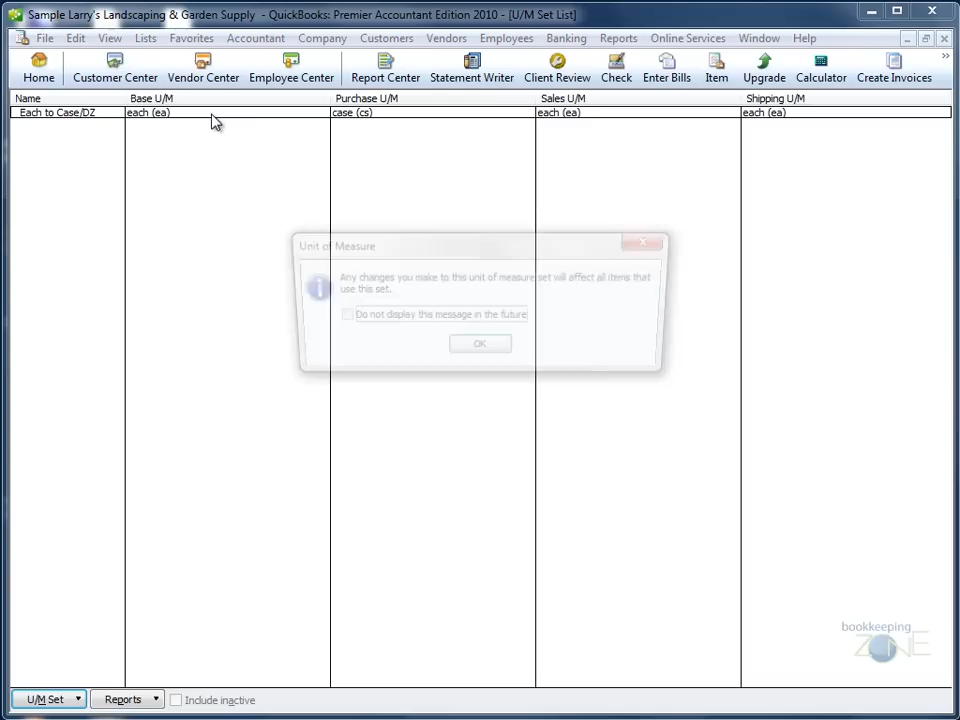 Sample Larry's Landscaping & Garden Supply - QuickBooks: Premier Accountant Edition 2010 - [U/M Set List]
File Edit View Lists Favorites Accountant Company Customers Vendors Employees Banking Reports Online Services Window Help
Home Customer Center Vendor Center Employee Center Report Center Statement Writer Client Review Check Enter Bills Item Upgrade Calculator Create Invoices
Name Base U/M Purchase U/M Sales U/M Shipping U/M
Each to Case/DZ each (ea) case (cs) each (ea) each (ea)
Unit of Measure
Any changes you make to this unit of measure set will affect all items that
use this set.
Do not display this message in the future
OK
bookkeeping
ZONE
U/M Set Reports Include inactive